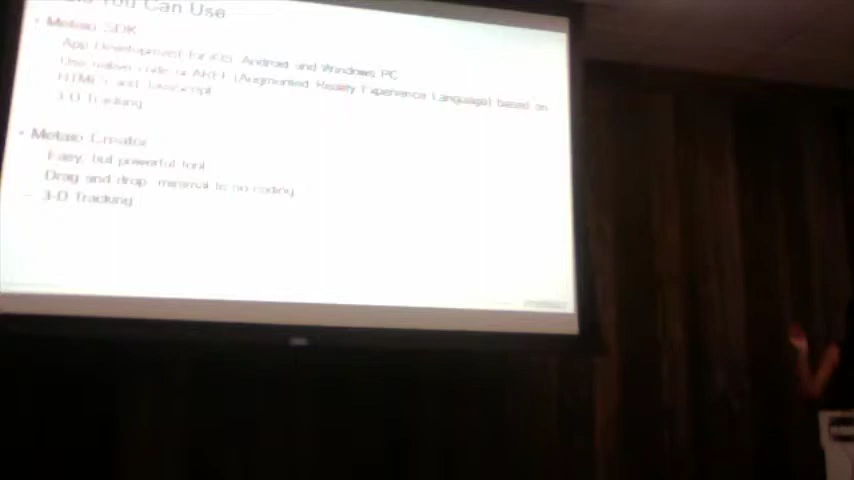 You Can Use
• Metaio SDK
App Development for iOS, Android and Windows PC
Use native code or AREL (Augmented Reality Experience Language) based on
HTML5 and Javascript
3-D Tracking
• Metaio Creator
Easy, but powerful tool
Drag and drop, minimal to no coding
– 3-D Tracking